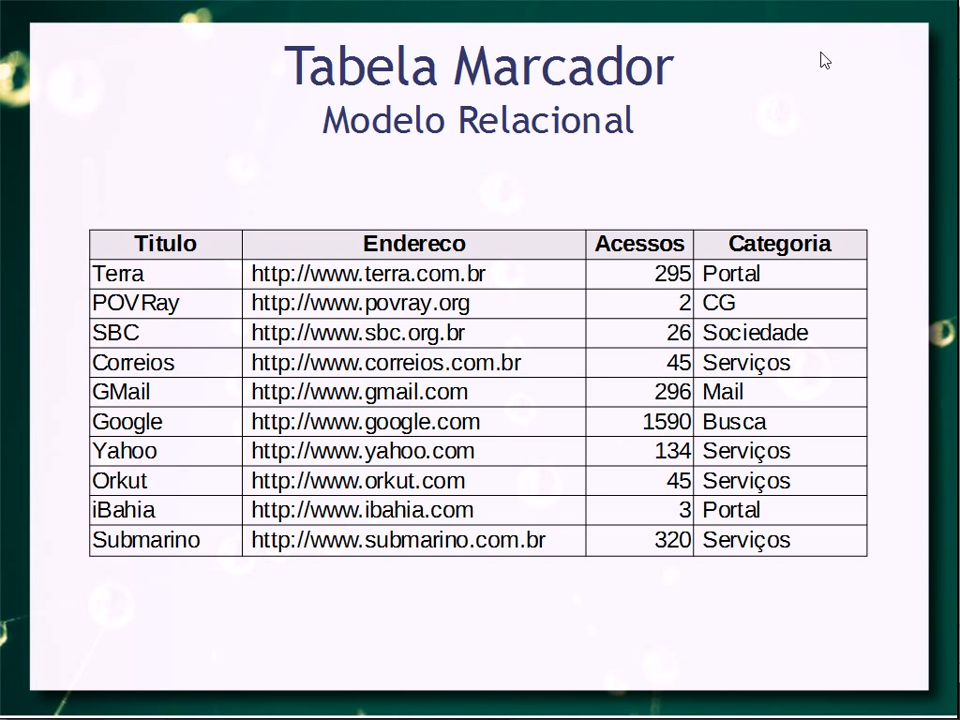 Tabela Marcador
Modelo Relacional
Titulo Endereco Acessos Categoria
Terra http://www.terra.com.br 295 Portal
POVRay http://www.povray.org 2 CG
SBC http://www.sbc.org.br 26 Sociedade
Correios http://www.correios.com.br 45 Serviços
GMail http://www.gmail.com 296 Mail
Google http://www.google.com 1590 Busca
Yahoo http://www.yahoo.com 134 Serviços
Orkut http://www.orkut.com 45 Serviços
iBahia http://www.ibahia.com 3 Portal
Submarino http://www.submarino.com.br 320 Serviços